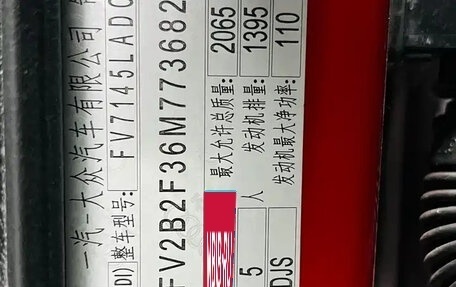 一汽-大众汽车有限公司
DI) 整车型号: FV7145LADC
FV2B2F36M773682
最大允许总质量: 2065
5 人 发动机排量: 1395
DJS 发动机最大净功率: 110